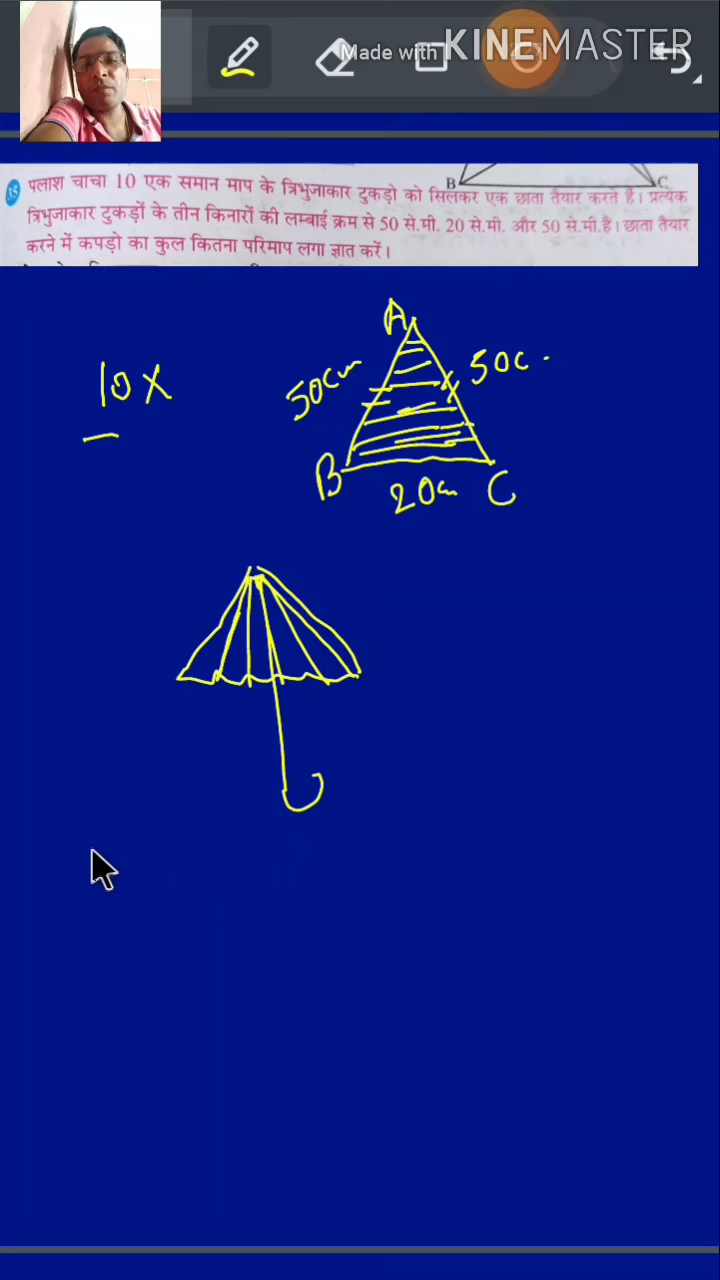 Made with KINEMASTER
B C
15 पलाश चाचा 10 एक समान माप के त्रिभुजाकार टुकड़ो को सिलकर एक छाता तैयार करते है। प्रत्येक
त्रिभुजाकार टुकड़ों के तीन किनारों की लम्बाई क्रम से 50 से.मी. 20 से.मी. और 50 से.मी.है। छाता तैयार
करने में कपड़ो का कुल कितना परिमाप लगा ज्ञात करें।
A
10 X 50cm 50c.
B 20cm C